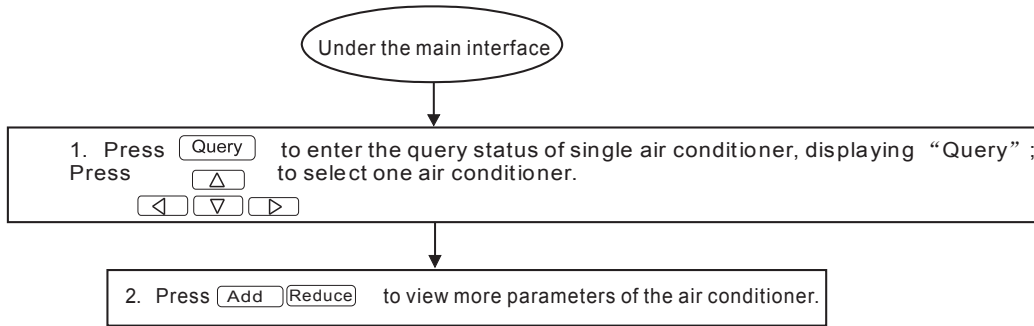 Under the main interface
1. Press Query to enter the query status of single air conditioner, displaying “Query” ;
Press △ to select one air conditioner.
◁ ▽ ▷
2. Press Add Reduce to view more parameters of the air conditioner.